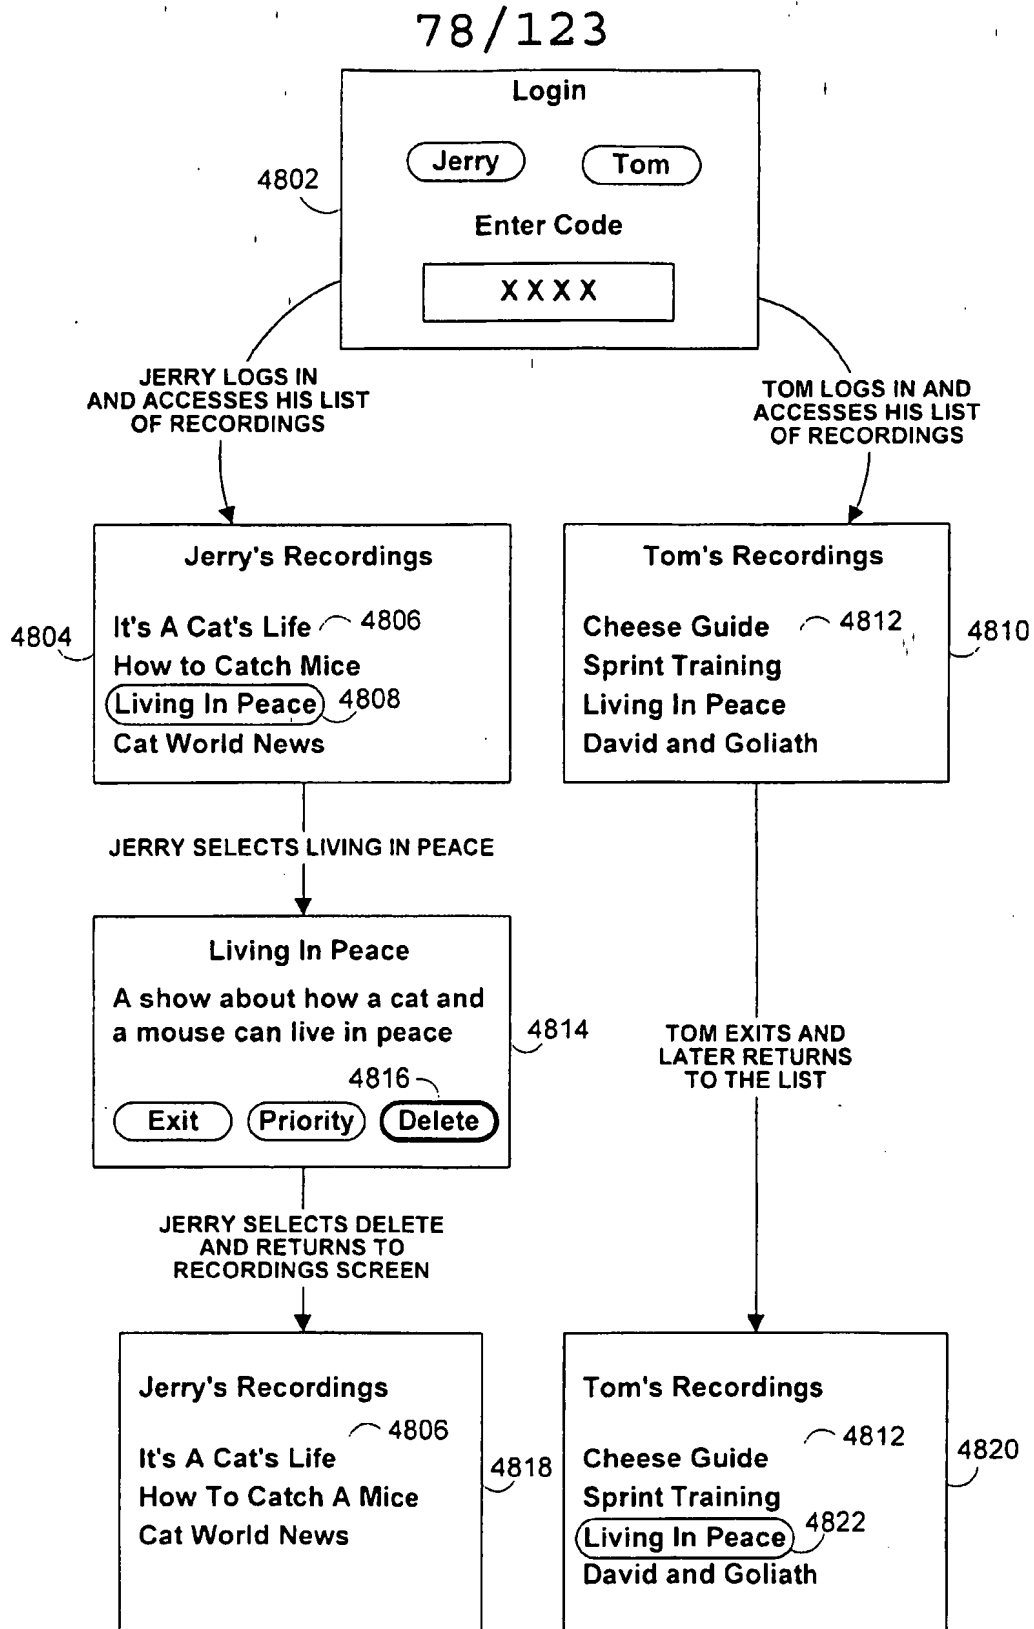 78/123
Login
Jerry
Tom
4802
Enter Code
X X X X
JERRY LOGS IN
AND ACCESSES HIS LIST
OF RECORDINGS
TOM LOGS IN AND
ACCESSES HIS LIST
OF RECORDINGS
Jerry's Recordings
4804
It's A Cat's Life
4806
How to Catch Mice
Living In Peace
4808
Cat World News
Tom's Recordings
Cheese Guide
4812
4810
Sprint Training
Living In Peace
David and Goliath
JERRY SELECTS LIVING IN PEACE
Living In Peace
A show about how a cat and
a mouse can live in peace
4814
4816
Exit
Priority
Delete
TOM EXITS AND
LATER RETURNS
TO THE LIST
JERRY SELECTS DELETE
AND RETURNS TO
RECORDINGS SCREEN
Jerry's Recordings
4806
It's A Cat's Life
4818
How To Catch A Mice
Cat World News
Tom's Recordings
4812
Cheese Guide
4820
Sprint Training
Living In Peace
4822
David and Goliath